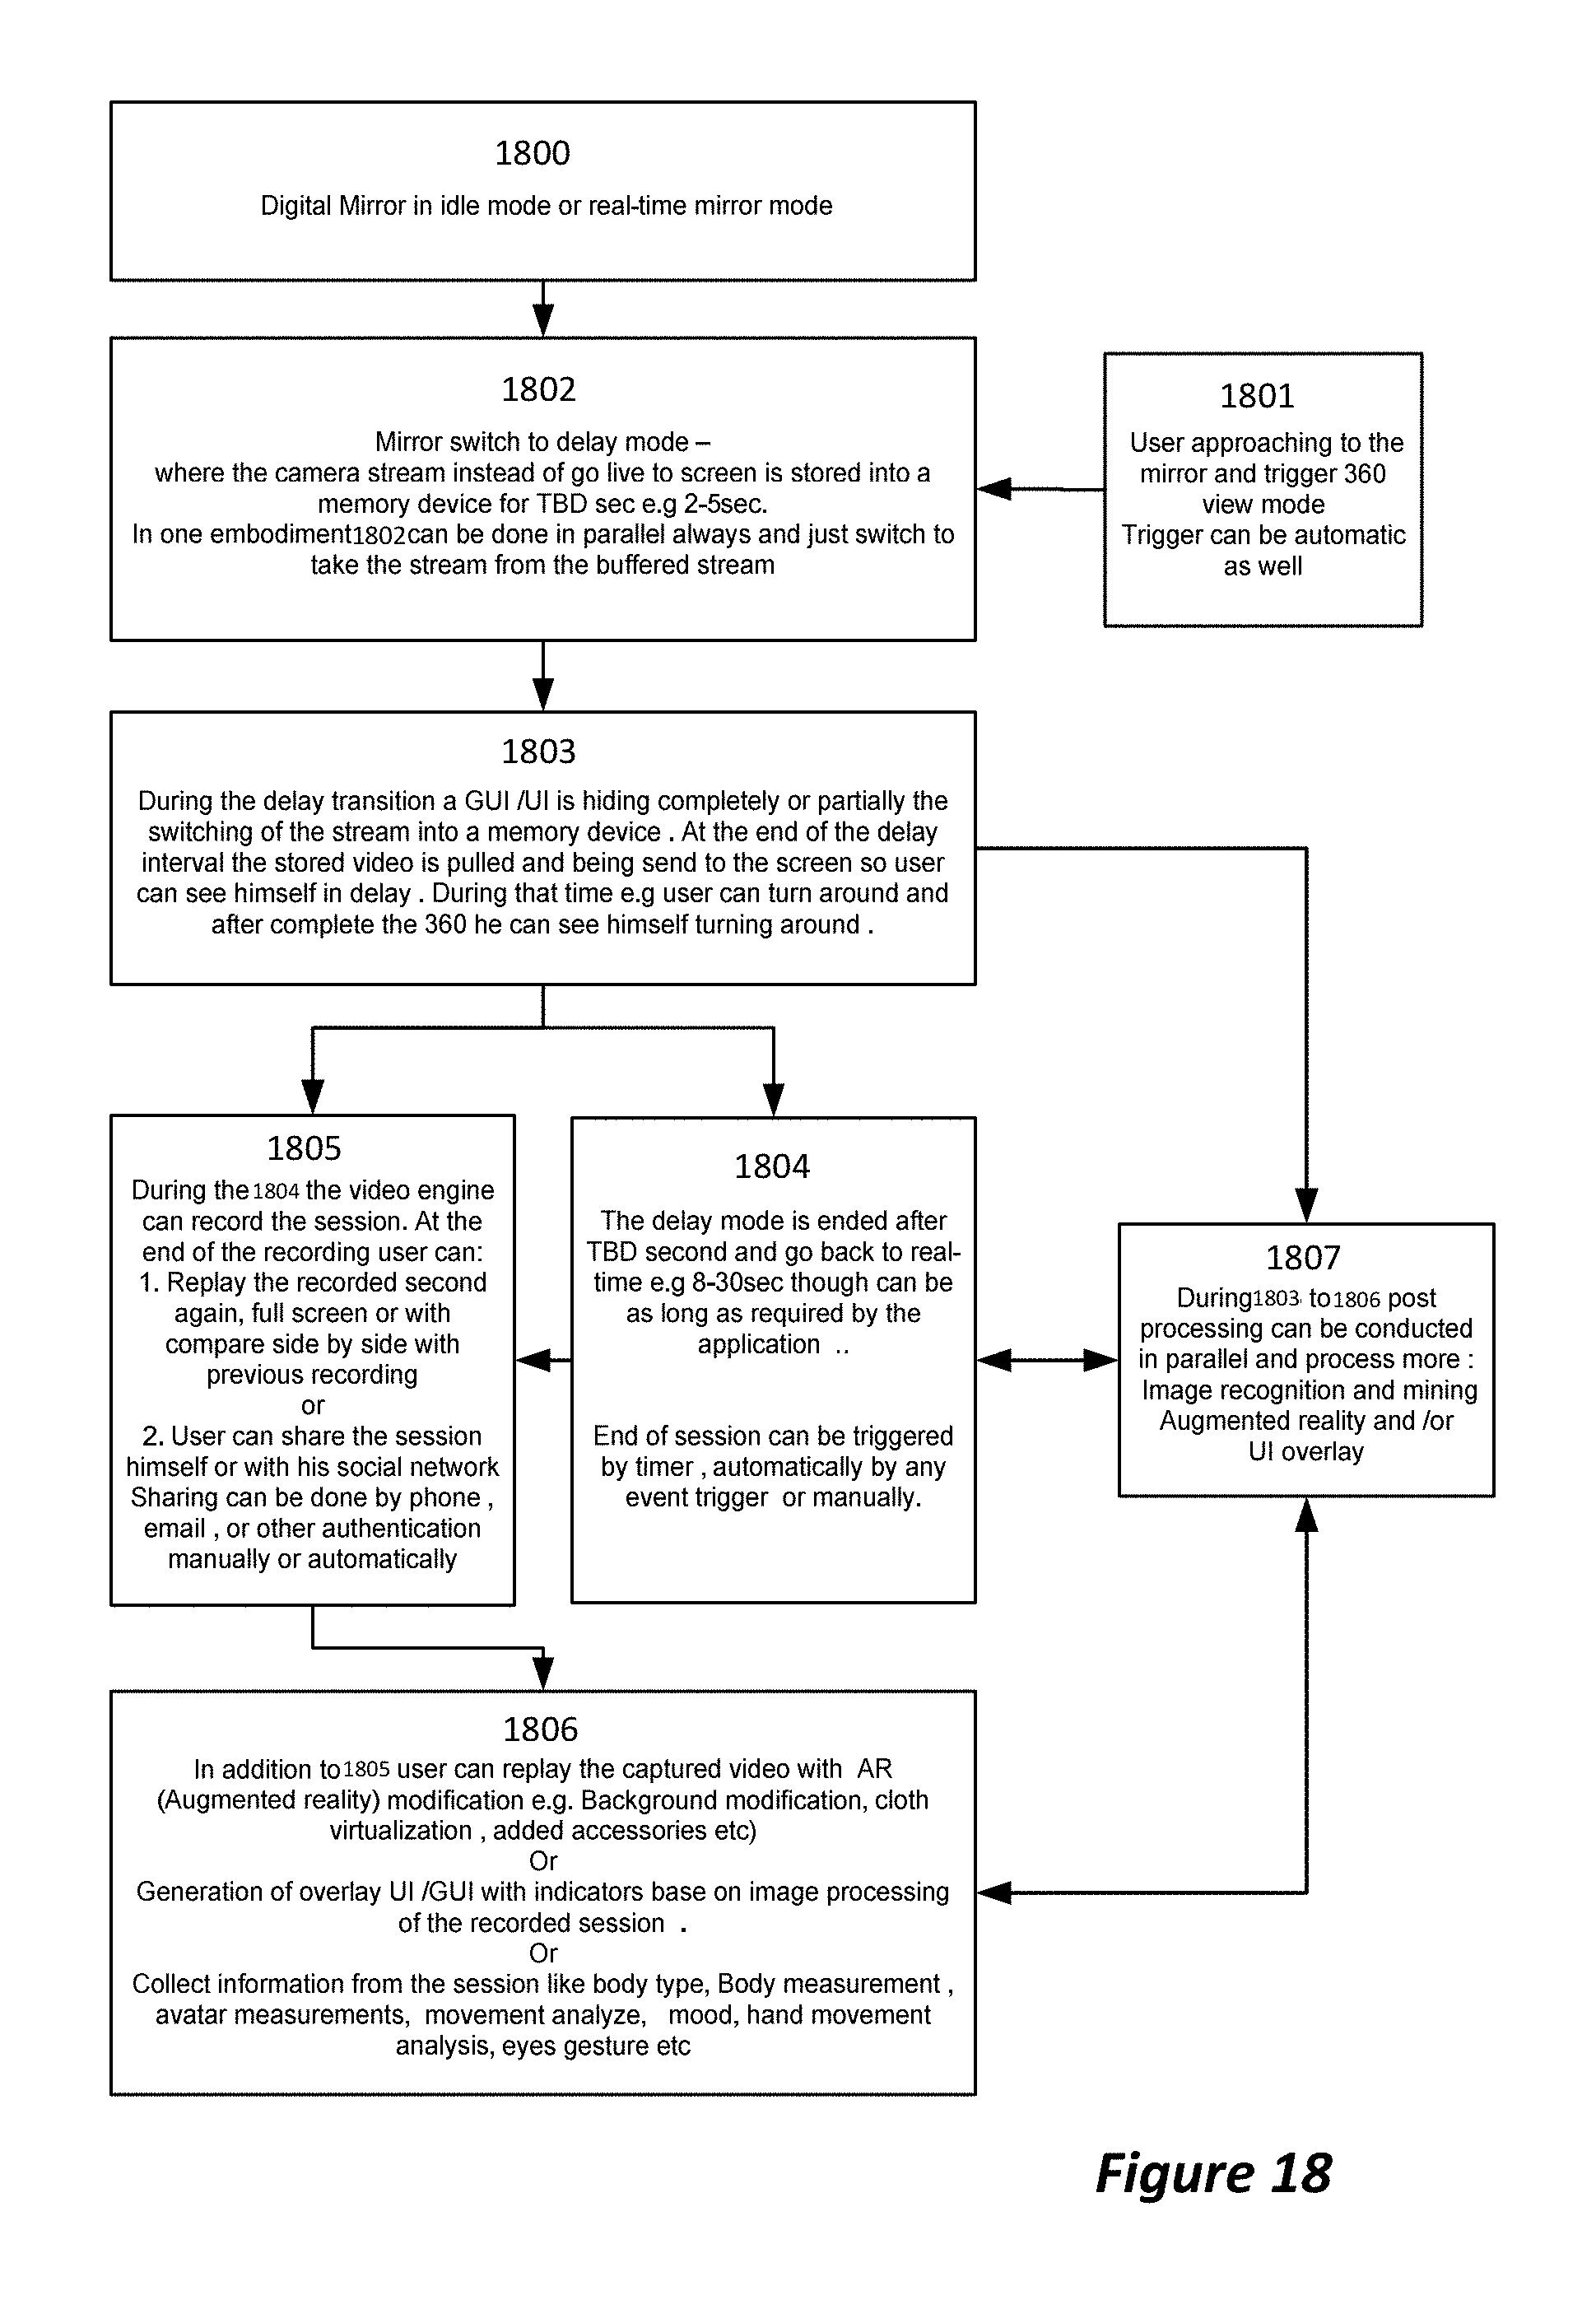 1800
Digital Mirror in idle mode or real-time mirror mode
1802
Mirror switch to delay mode –
where the camera stream instead of go live to screen is stored into a
memory device for TBD sec e.g 2-5sec.
In one embodiment1802can be done in parallel always and just switch to
take the stream from the buffered stream
1801
User approaching to the
mirror and trigger 360
view mode
Trigger can be automatic
as well
1803
During the delay transition a GUI /UI is hiding completely or partially the
switching of the stream into a memory device . At the end of the delay
interval the stored video is pulled and being send to the screen so user
can see himself in delay . During that time e.g user can turn around and
after complete the 360 he can see himself turning around .
1805
During the 1804 the video engine
can record the session. At the
end of the recording user can:
1. Replay the recorded second
again, full screen or with
compare side by side with
previous recording
or
2. User can share the session
himself or with his social network
Sharing can be done by phone ,
email , or other authentication
manually or automatically
1804
The delay mode is ended after
TBD second and go back to real-
time e.g 8-30sec though can be
as long as required by the
application ..
End of session can be triggered
by timer , automatically by any
event trigger or manually.
1807
During1803 to1806 post
processing can be conducted
in parallel and process more :
Image recognition and mining
Augmented reality and /or
UI overlay
1806
In addition to1805 user can replay the captured video with AR
(Augmented reality) modification e.g. Background modification, cloth
virtualization , added accessories etc)
Or
Generation of overlay UI /GUI with indicators base on image processing
of the recorded session .
Or
Collect information from the session like body type, Body measurement ,
avatar measurements, movement analyze, mood, hand movement
analysis, eyes gesture etc
Figure 18